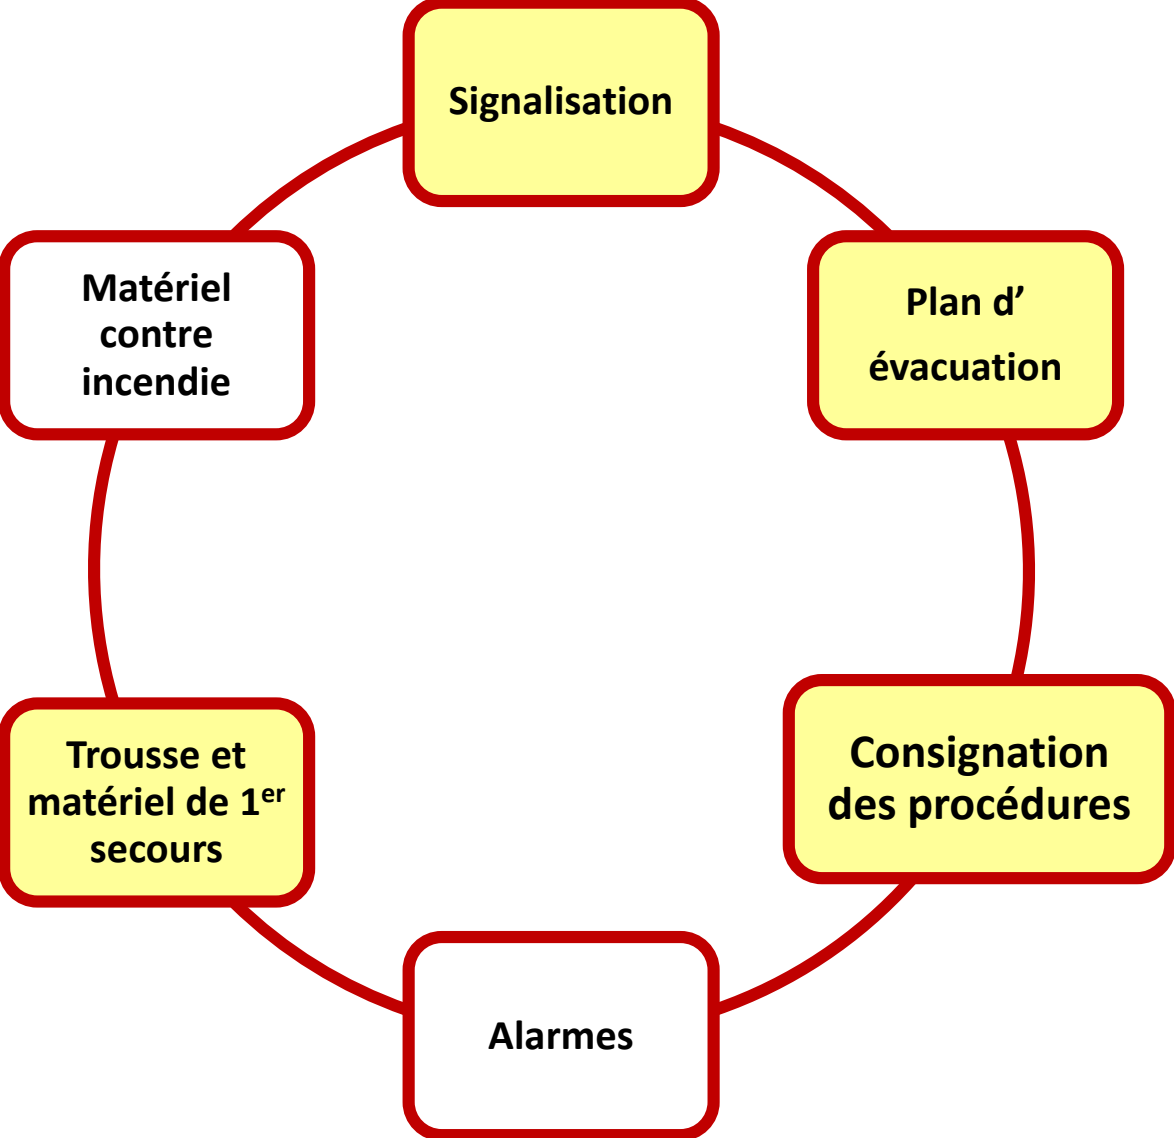 Signalisation
Plan d’
évacuation
Consignation
des procédures
Alarmes
Trousse et
matériel de 1er
secours
Matériel
contre
incendie